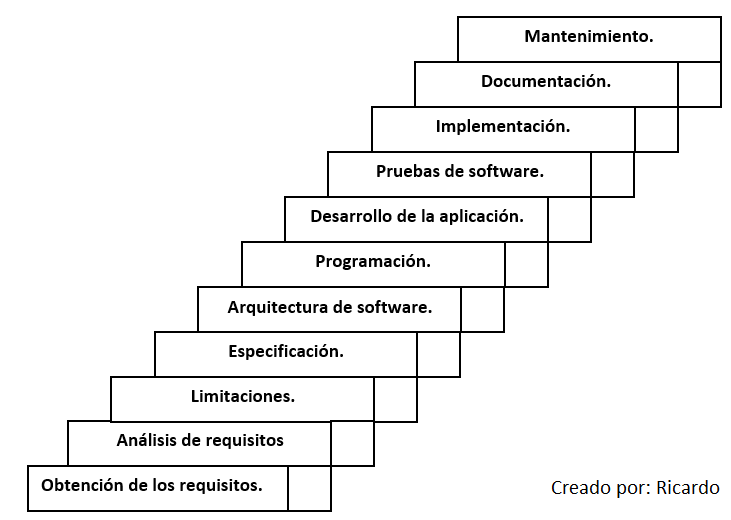 Mantenimiento.
Documentación.
Implementación.
Pruebas de software.
Desarrollo de la aplicación.
Programación.
Arquitectura de software.
Especificación.
Limitaciones.
Análisis de requisitos
Obtención de los requisitos.
Creado por: Ricardo